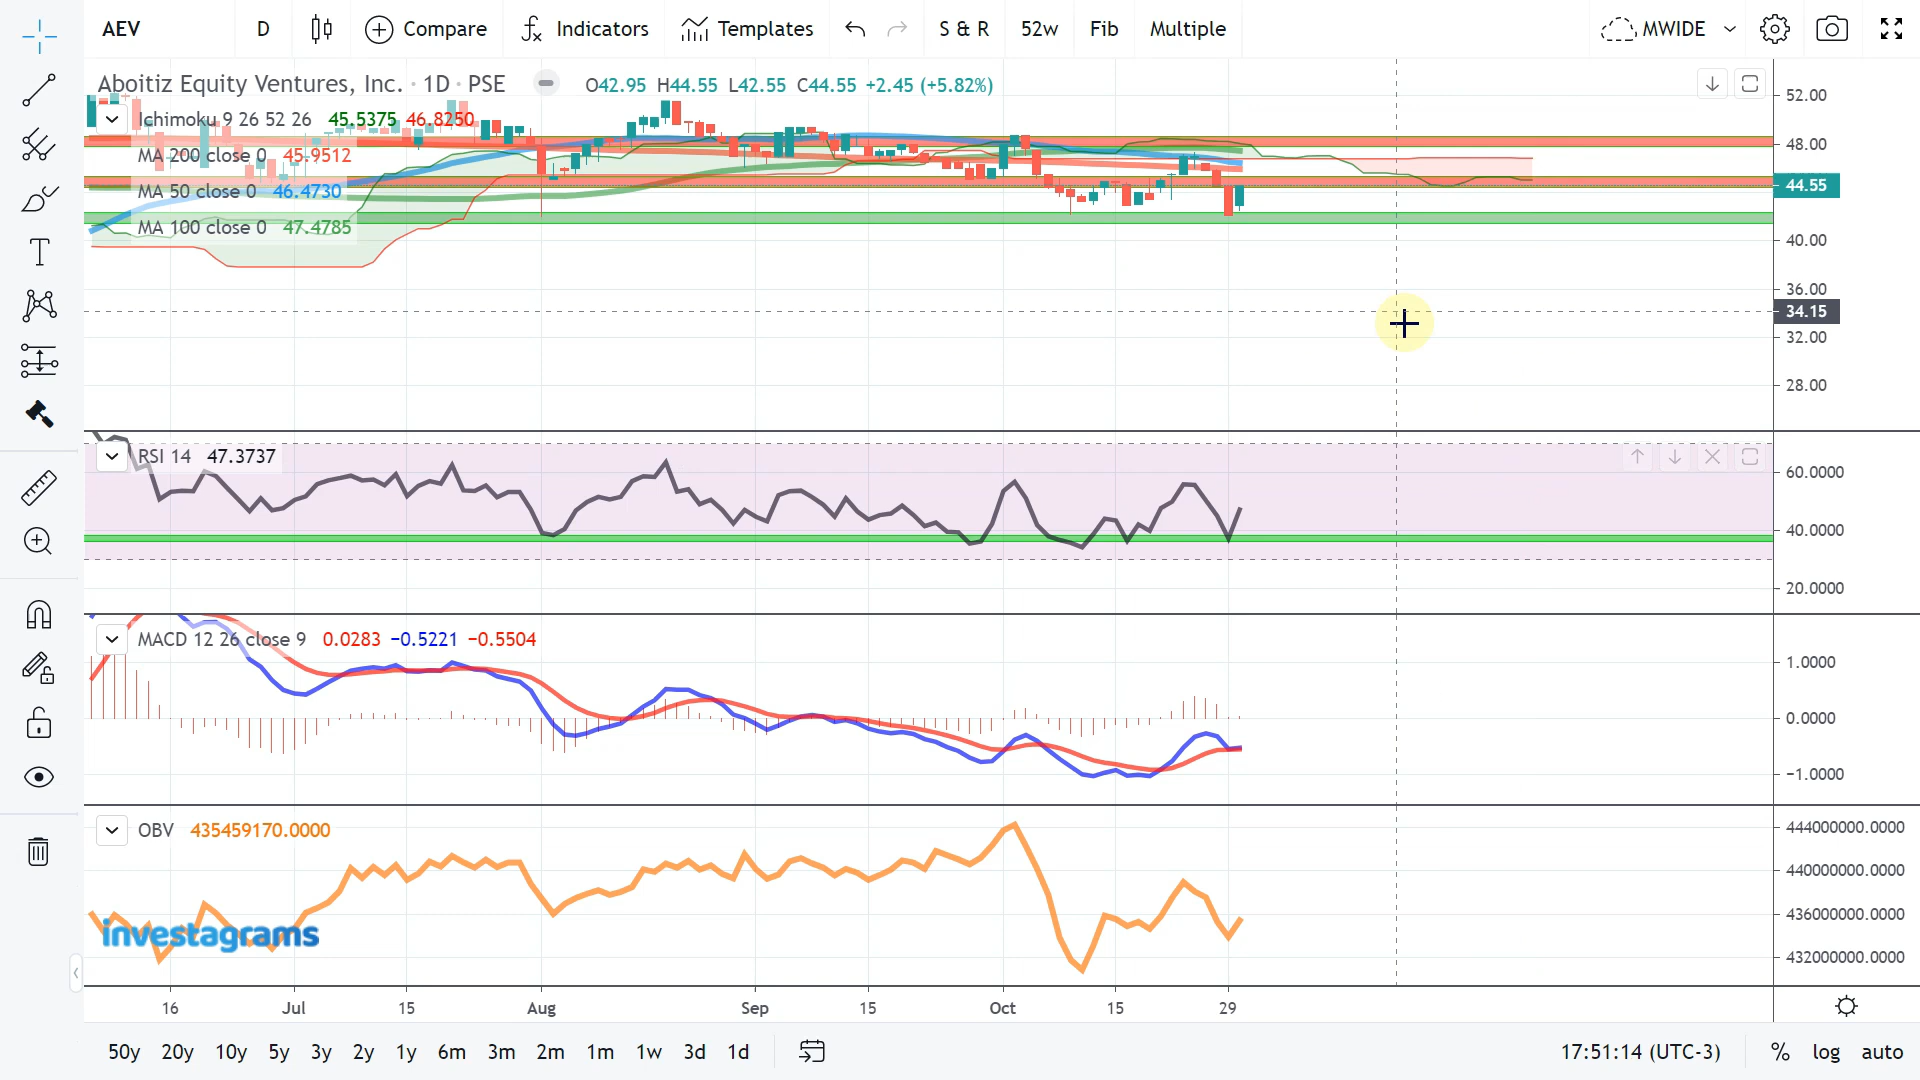 AEV D Compare Indicators Templates S & R 52w Fib Multiple MWIDE
Aboitiz Equity Ventures, Inc. · 1D · PSE O42.95 H44.55 L42.55 C44.55 +2.45 (+5.82%)
Ichimoku 9 26 52 26 45.5375 46.8250
MA 200 close 0 45.9512
MA 50 close 0 46.4730
MA 100 close 0 47.4785
52.00
48.00
44.55
40.00
36.00
34.15
32.00
28.00
RSI 14 47.3737
60.0000
40.0000
20.0000
MACD 12 26 close 9 0.0283 −0.5221 −0.5504
1.0000
0.0000
−1.0000
OBV 435459170.0000
444000000.0000
440000000.0000
436000000.0000
432000000.0000
investagrams
16 Jul 15 Aug Sep 15 Oct 15 29
50y 20y 10y 5y 3y 2y 1y 6m 3m 2m 1m 1w 3d 1d 17:51:14 (UTC-3) % log auto